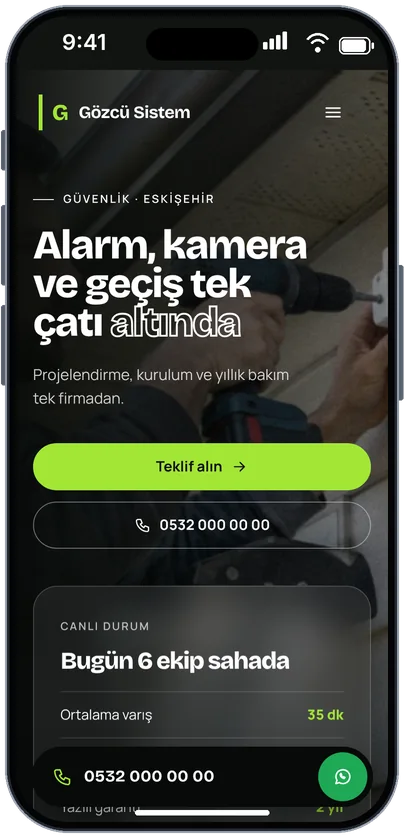 9:41
G Gözcü Sistem
GÜVENLİK · ESKİŞEHİR
Alarm, kamera
ve geçiş tek
çatı altında
Projelendirme, kurulum ve yıllık bakım
tek firmadan.
Teklif alın →
0532 000 00 00
CANLI DURUM
Bugün 6 ekip sahada
Ortalama varış 35 dk
0532 000 00 00
Yazılı garanti 2 yıl